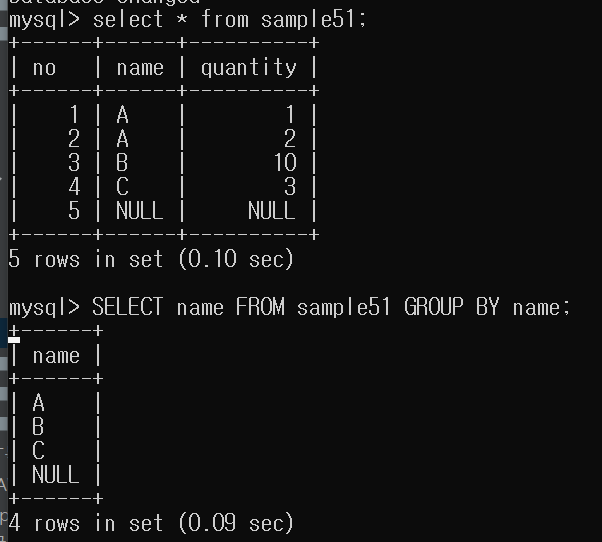 mysql> select * from sample51;
+------+------+----------+
| no   | name | quantity |
+------+------+----------+
|    1 | A    |        1 |
|    2 | A    |        2 |
|    3 | B    |       10 |
|    4 | C    |        3 |
|    5 | NULL |     NULL |
+------+------+----------+
5 rows in set (0.10 sec)
mysql> SELECT name FROM sample51 GROUP BY name;
+------+
| name |
+------+
| A    |
| B    |
| C    |
| NULL |
+------+
4 rows in set (0.09 sec)